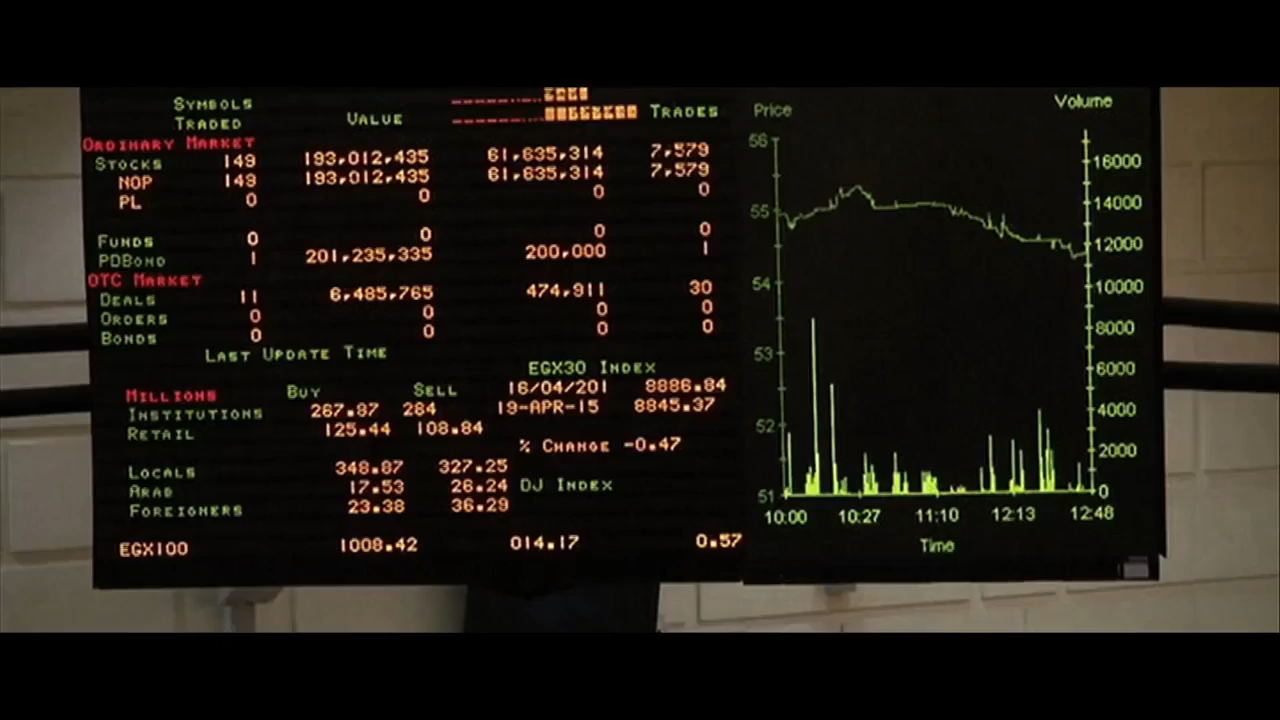 SYMBOLS
TRADED VALUE TRADES
ORDINARY MARKET
STOCKS 149 193,012,435 61,635,314 7,579
NOP 149 193,012,435 61,635,314 7,579
PL 0 0 0 0
FUNDS 0 0 0 0
PDBOND 1 201,235,335 200,000 1
OTC MARKET
DEALS 11 6,485,765 474,911 30
ORDERS 0 0 0 0
BONDS 0 0 0 0
LAST UPDATE TIME
EGX30 INDEX
MILLIONS BUY SELL 16/04/201 8886.84
INSTITUTIONS 267.87 284 19-APR-15 8845.37
RETAIL 125.44 108.84
% CHANGE -0.47
LOCALS 348.87 327.25
ARAB 17.53 26.24 DJ INDEX
FOREIGNERS 23.38 36.29
EGX100 1008.42 014.17 0.57
Price Volume
56
16000
55 14000
12000
54 10000
53 8000
6000
52 4000
2000
51 0
10:00 10:27 11:10 12:13 12:48
Time